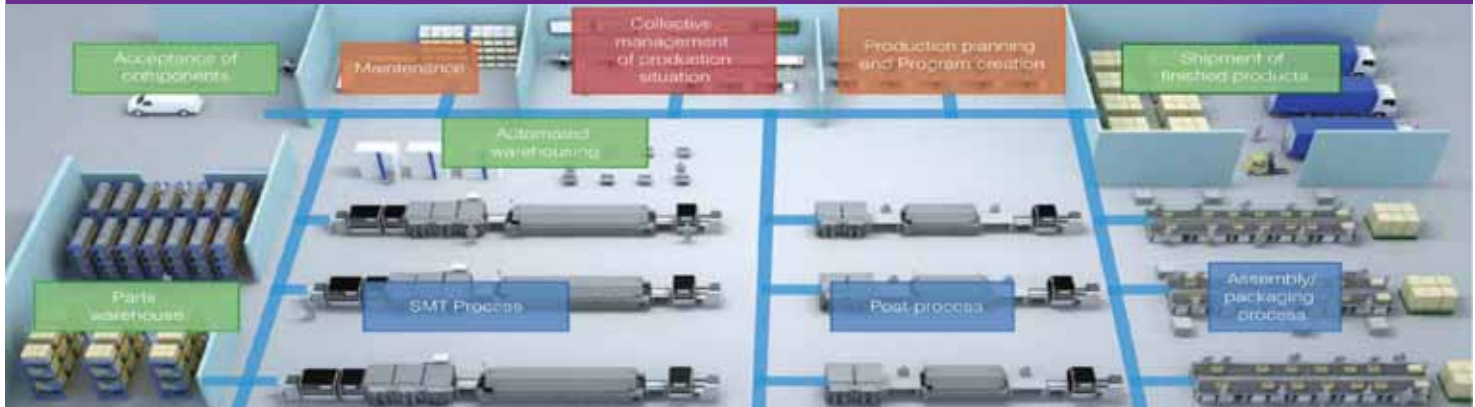 Acceptance of
components
Maintenance
Collective
management
of production
situation
Production planning
and Program creation
Shipment of
finished products
Automated
warehousing
Parts
warehouse
SMT Process
Post-process
Assembly/
packaging
process